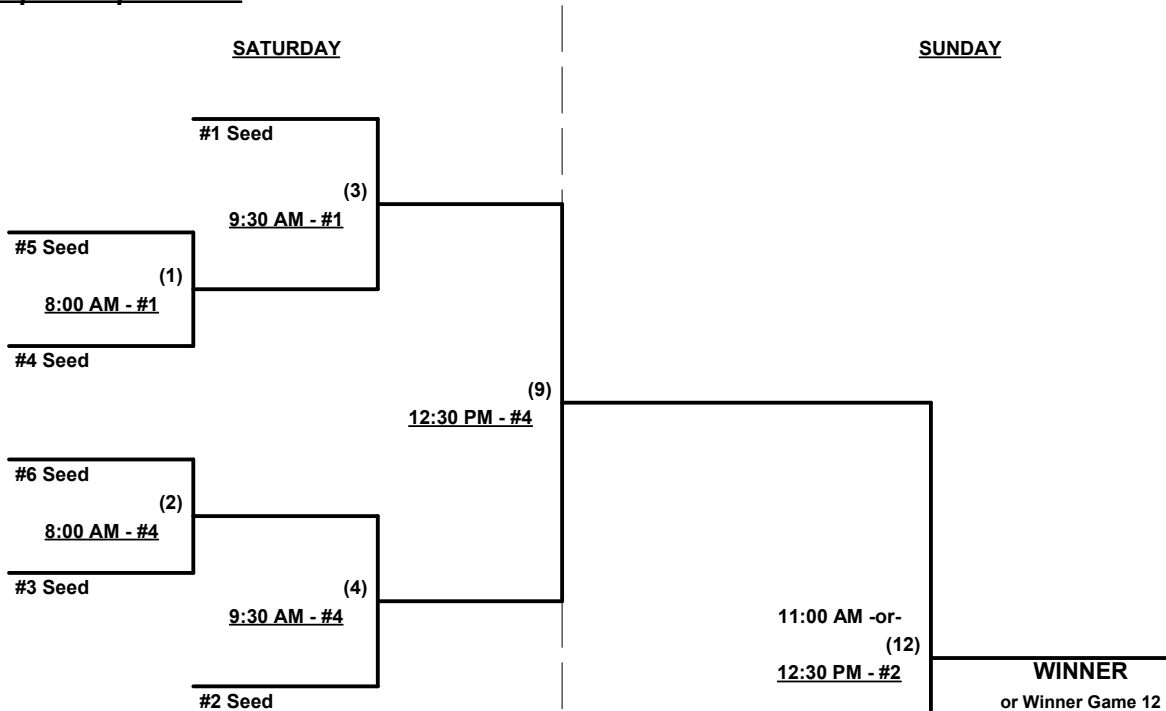 SATURDAY
SUNDAY
#1 Seed
(3)
9:30 AM - #1
#5 Seed
(1)
8:00 AM - #1
#4 Seed
(9)
12:30 PM - #4
#6 Seed
(2)
8:00 AM - #4
#3 Seed
(4)
9:30 AM - #4
11:00 AM -or-
(12)
12:30 PM - #2
WINNER
#2 Seed
or Winner Game 12